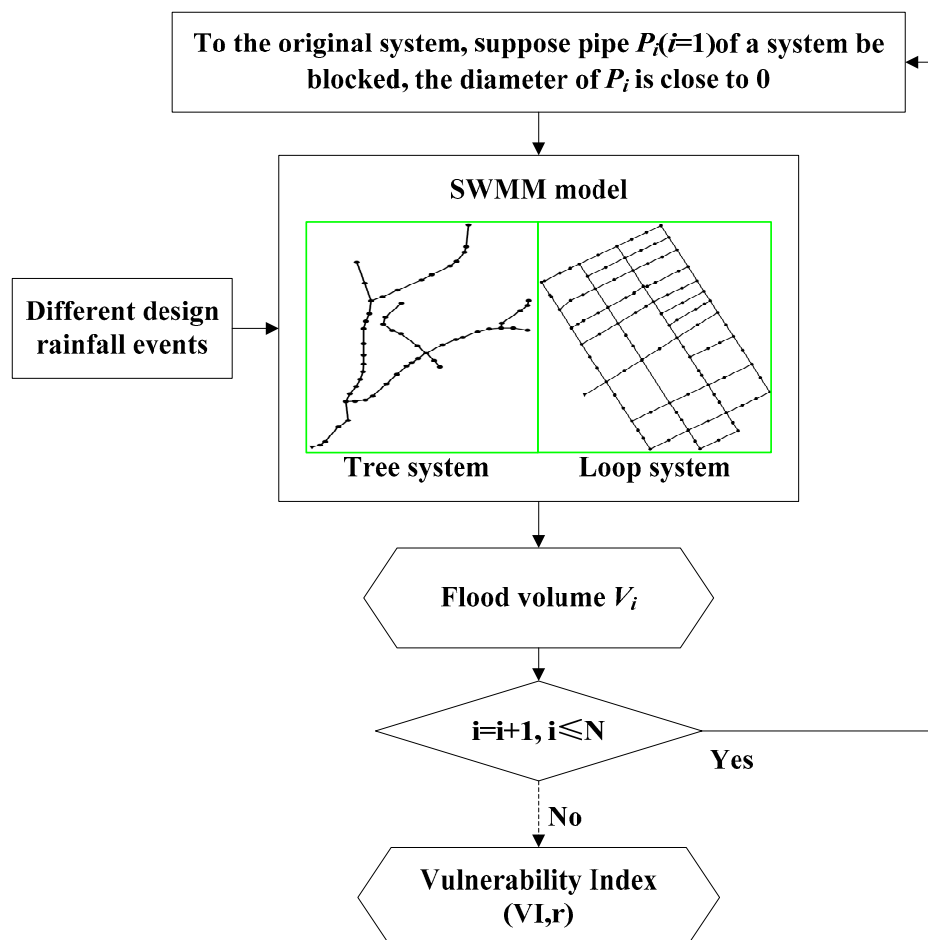 To the original system, suppose pipe Pi(i=1)of a system be
blocked, the diameter of Pi is close to 0
SWMM model
Different design
rainfall events
Tree system
Loop system
Flood volume Vi
i=i+1, i≤N
Yes
No
Vulnerability Index
(VI,r)